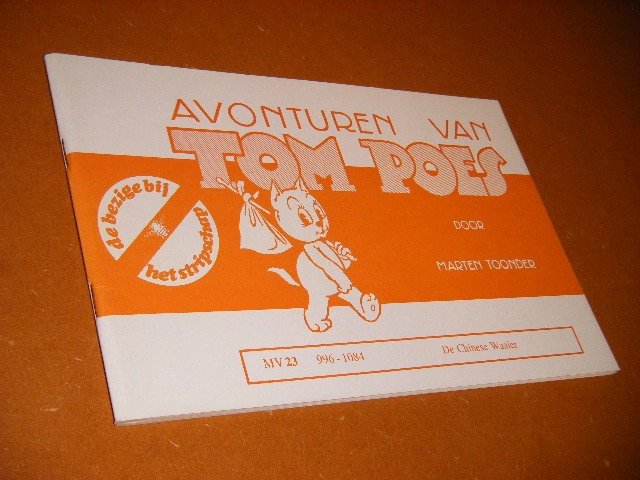 AVONTUREN VAN
TOM POES
DOOR
MARTEN TOONDER
de bezige bij
het stripschap
MV 23 996-1084 De Chinese Waaier